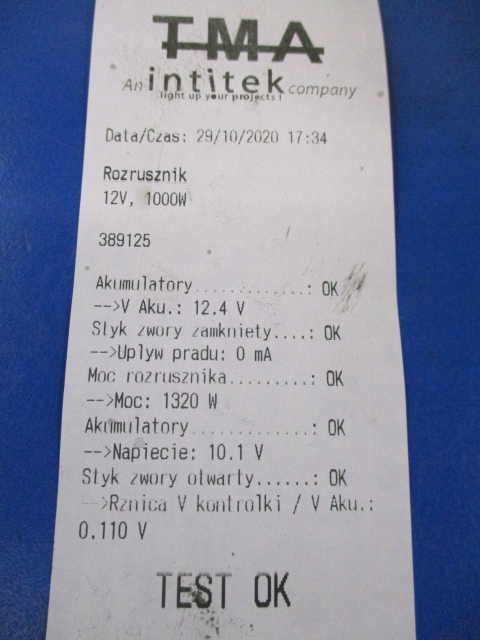 TMA
An intitek company
light up your projects !
Data/Czas: 29/10/2020 17:34
Rozrusznik
12V, 1000W
389125
Akumulatory.............: OK
-->V Aku.: 12.4 V
Styk zwory zamkniety....: OK
-->Uplyw pradu: 0 mA
Moc rozrusznika.........: OK
-->Moc: 1320 W
Akumulatory.............: OK
-->Napiecie: 10.1 V
Styk zwory otwarty......: OK
-->Rznica V kontrolki / V Aku.:
0.110 V
TEST OK